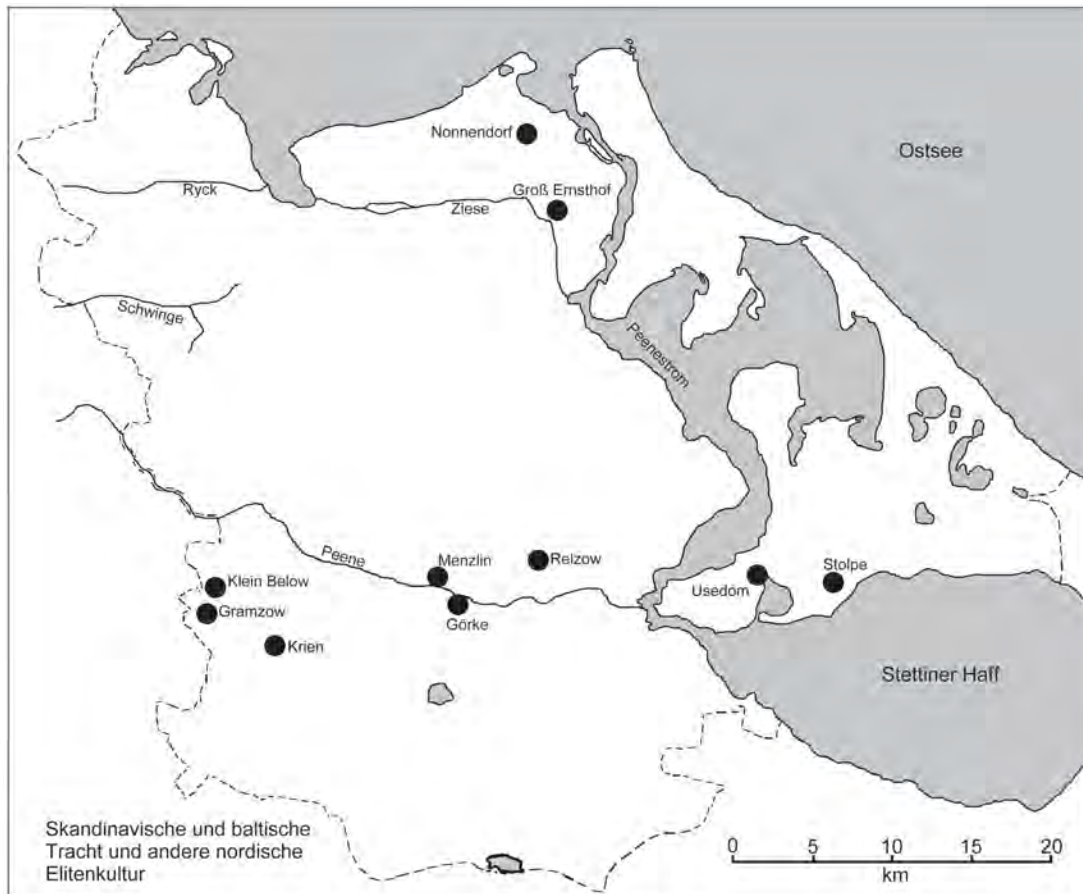 Nonnendorf
Ostsee
Groß Ernsthof
Ryck
Ziese
Schwinge
Peenestrom
Peene
Menzlin
Relzow
Klein Below
Usedom
Stolpe
Gramzow
Görke
Krien
Stettiner Haff
Skandinavische und baltische
Tracht und andere nordische
Elitenkultur
0 5 10 15 20
km